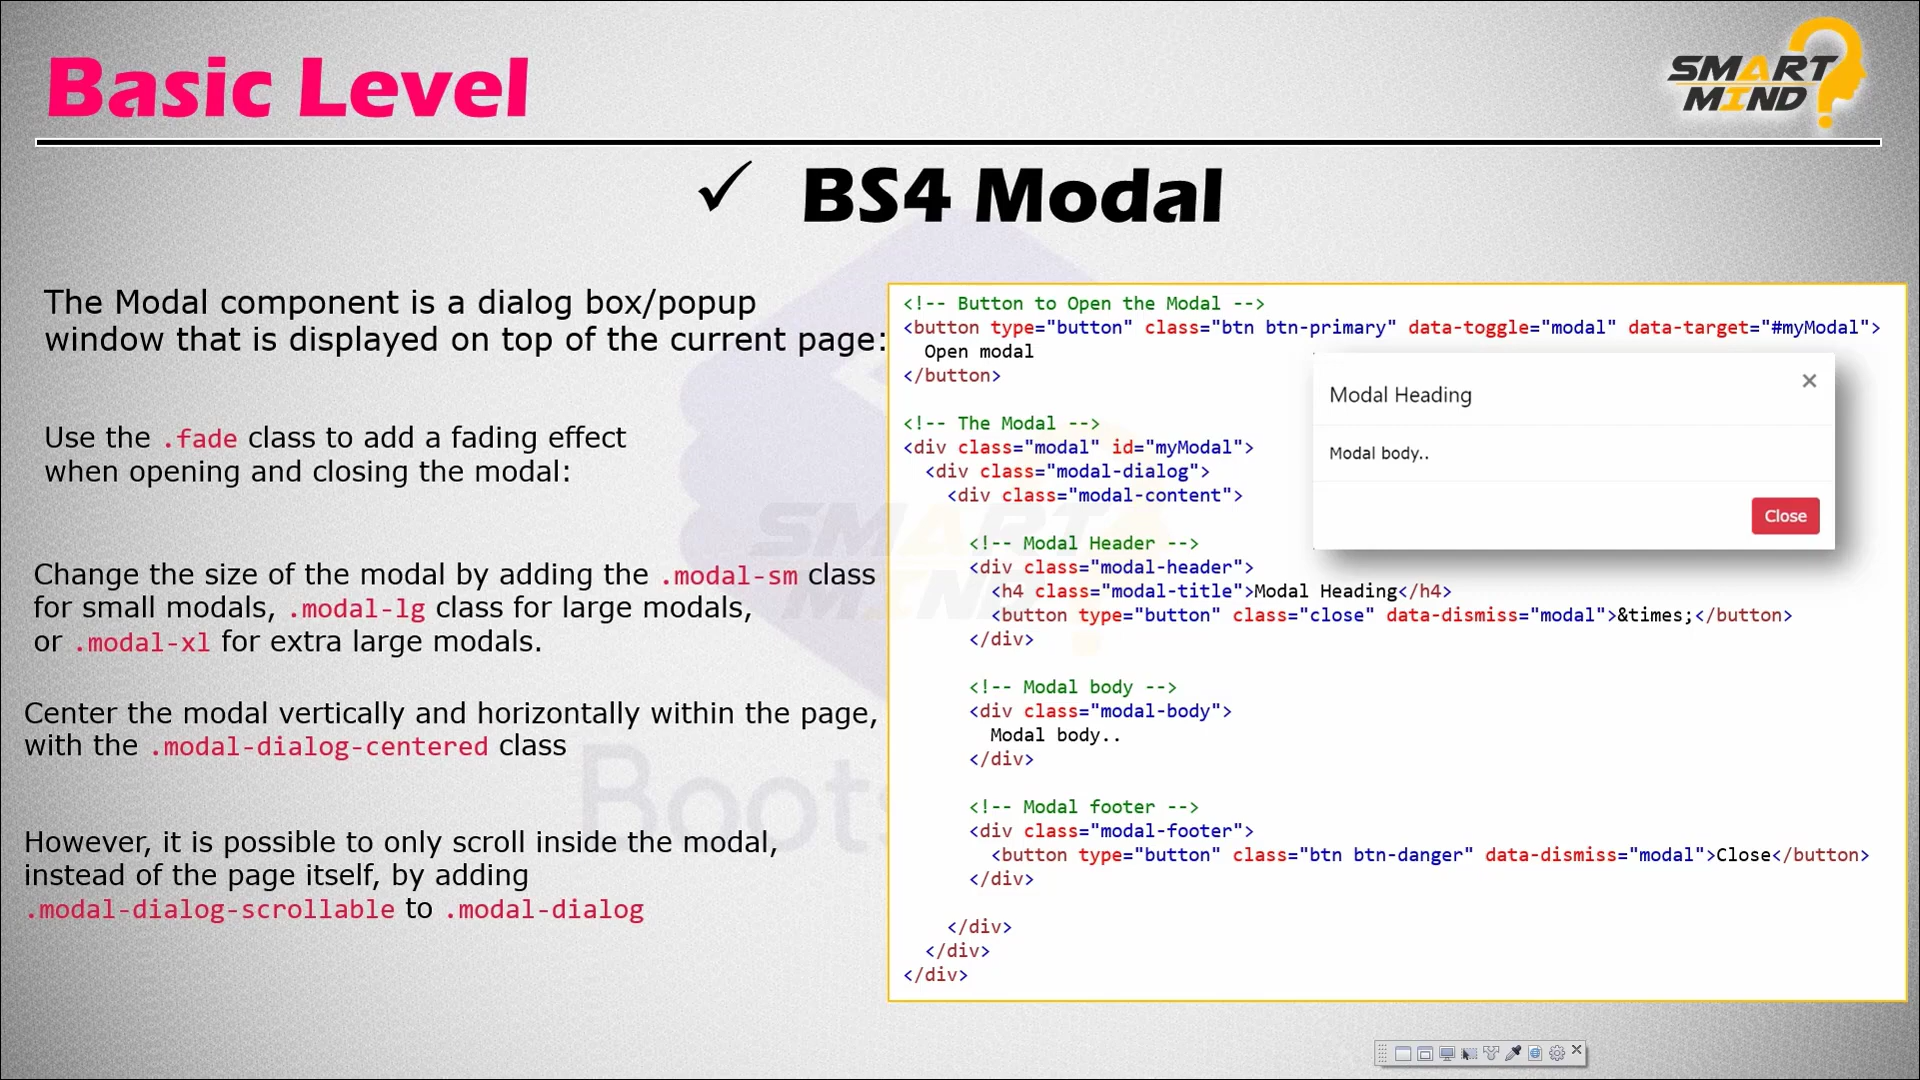 Basic Level
SMART
MIND
✓ BS4 Modal
The Modal component is a dialog box/popup
window that is displayed on top of the current page:
Use the .fade class to add a fading effect
when opening and closing the modal:
Change the size of the modal by adding the .modal-sm class
for small modals, .modal-lg class for large modals,
or .modal-xl for extra large modals.
Center the modal vertically and horizontally within the page,
with the .modal-dialog-centered class
However, it is possible to only scroll inside the modal,
instead of the page itself, by adding
.modal-dialog-scrollable to .modal-dialog
<!-- Button to Open the Modal -->
<button type="button" class="btn btn-primary" data-toggle="modal" data-target="#myModal">
  Open modal
</button>
<!-- The Modal -->
<div class="modal" id="myModal">
  <div class="modal-dialog">
    <div class="modal-content">
      <!-- Modal Header -->
      <div class="modal-header">
        <h4 class="modal-title">Modal Heading</h4>
        <button type="button" class="close" data-dismiss="modal">&times;</button>
      </div>
      <!-- Modal body -->
      <div class="modal-body">
        Modal body..
      </div>
      <!-- Modal footer -->
      <div class="modal-footer">
        <button type="button" class="btn btn-danger" data-dismiss="modal">Close</button>
      </div>
    </div>
  </div>
</div>
Modal Heading ×
Modal body..
Close
SMART
MIND
Boots